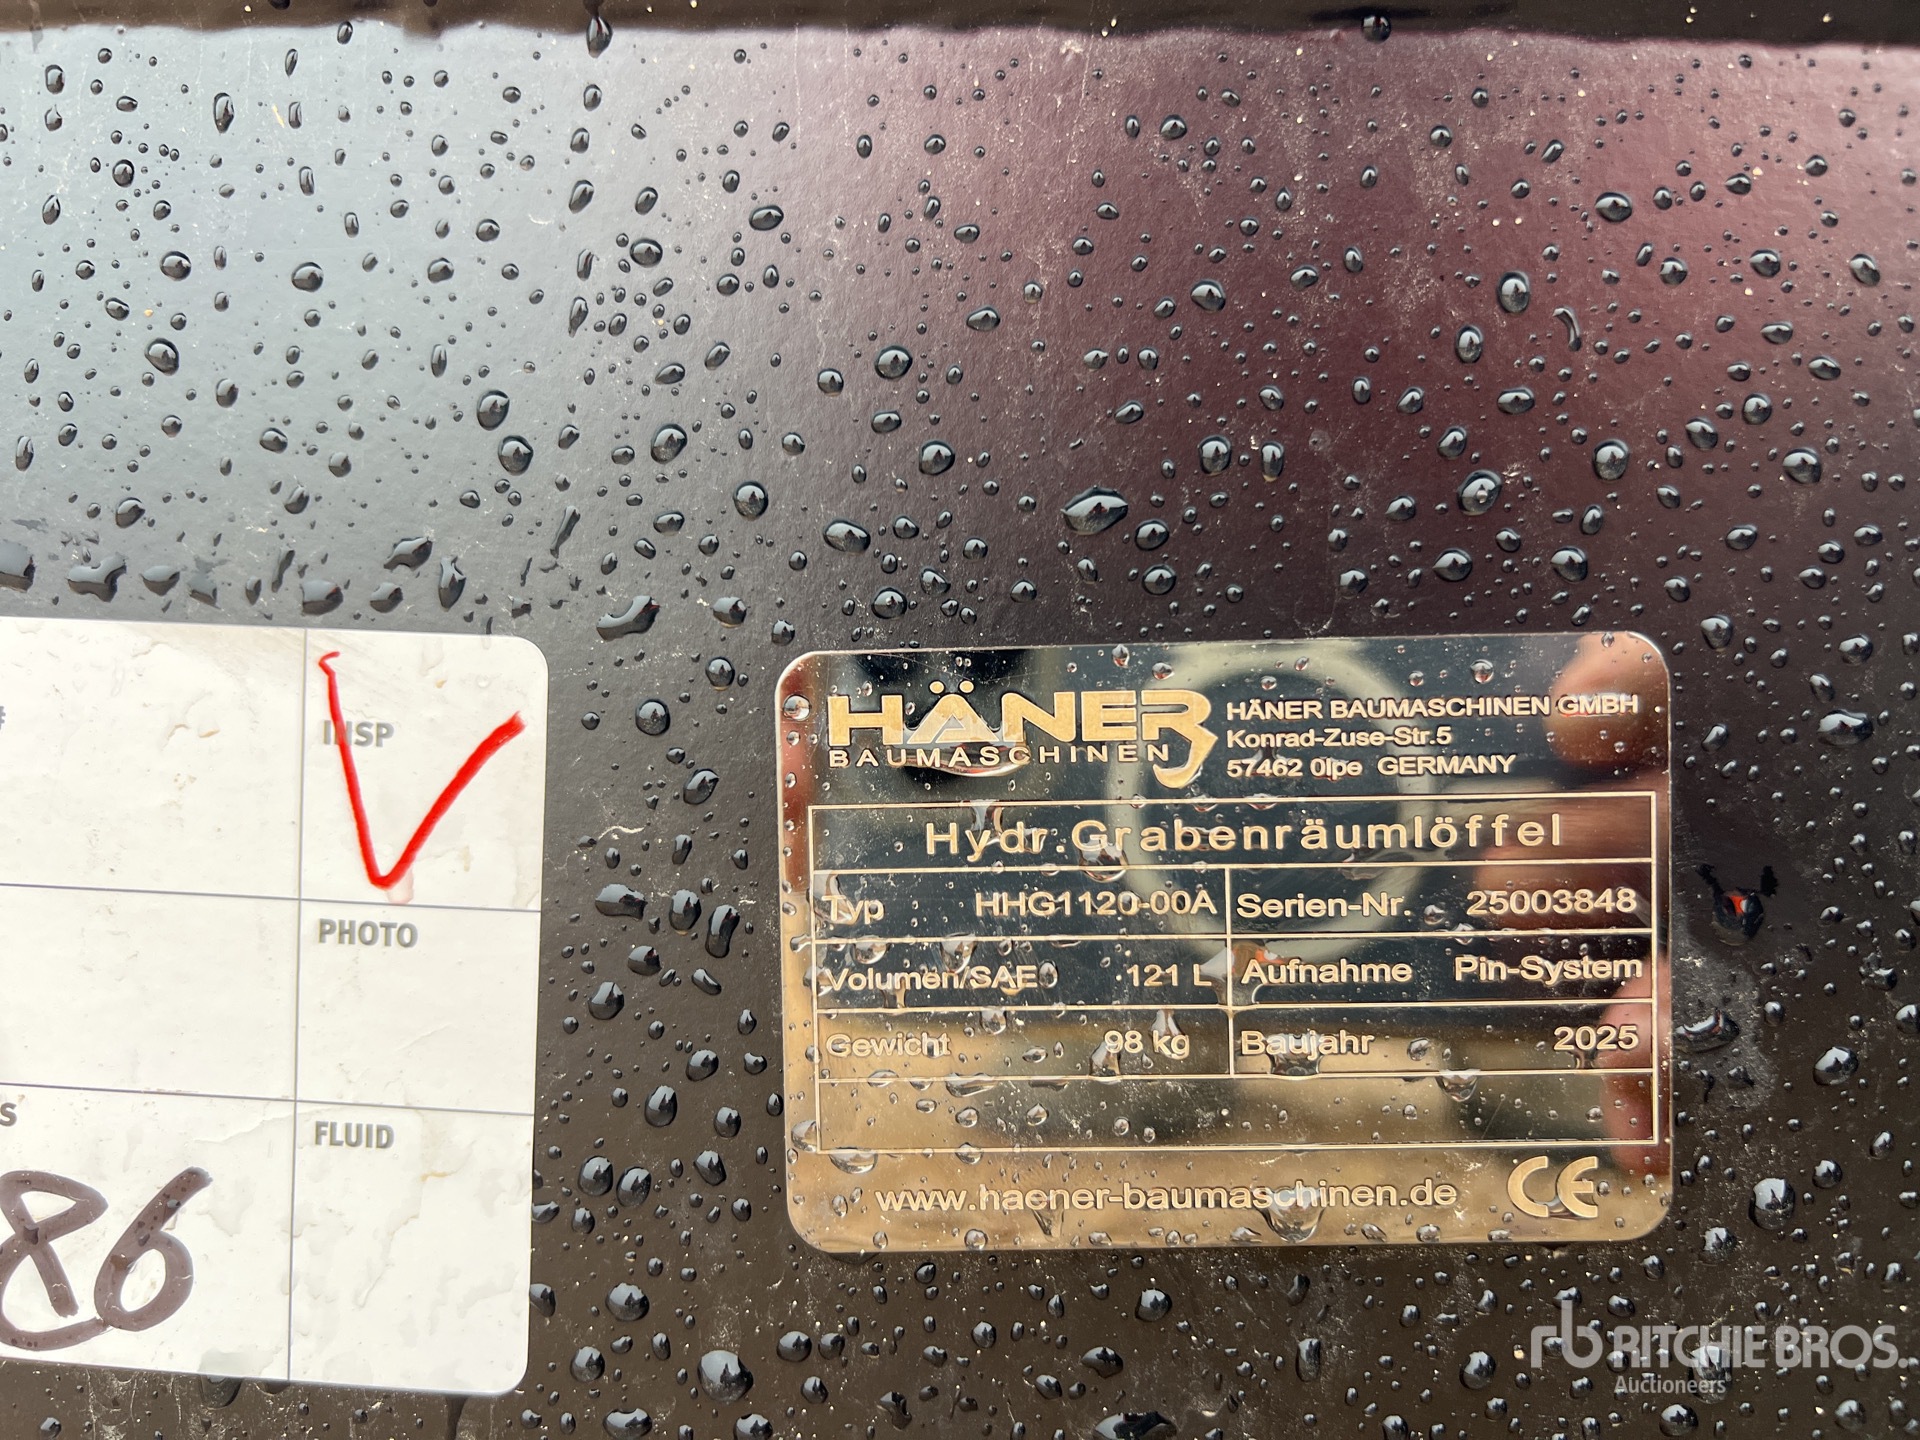 INSP
PHOTO
S
FLUID
86
HÄNER
BAUMASCHINEN
HÄNER BAUMASCHINEN GMBH
Konrad-Zuse-Str.5
57462 Olpe GERMANY
Hydr.Grabenräumlöffel
Typ HHG1120-00A Serien-Nr. 25003848
Volumen/SAE 121 L Aufnahme Pin-System
Gewicht 98 kg Baujahr 2025
www.haener-baumaschinen.de CE
rb RITCHIE BROS.
Auctioneers